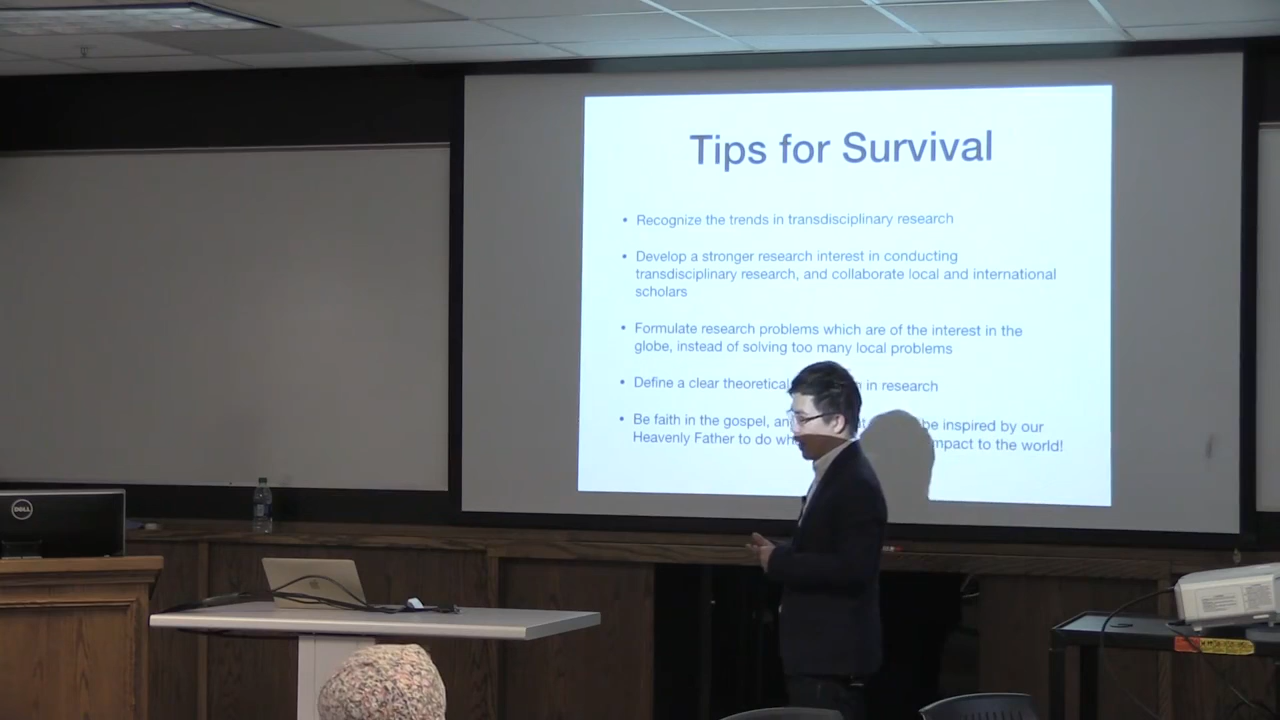 Tips for Survival
• Recognize the trends in transdisciplinary research
• Develop a stronger research interest in conducting
transdisciplinary research, and collaborate local and international
scholars
• Formulate research problems which are of the interest in the
globe, instead of solving too many local problems
• Define a clear theoretical in research
• Be faith in the gospel, be inspired by our
Heavenly Father to do to the world!
DELL